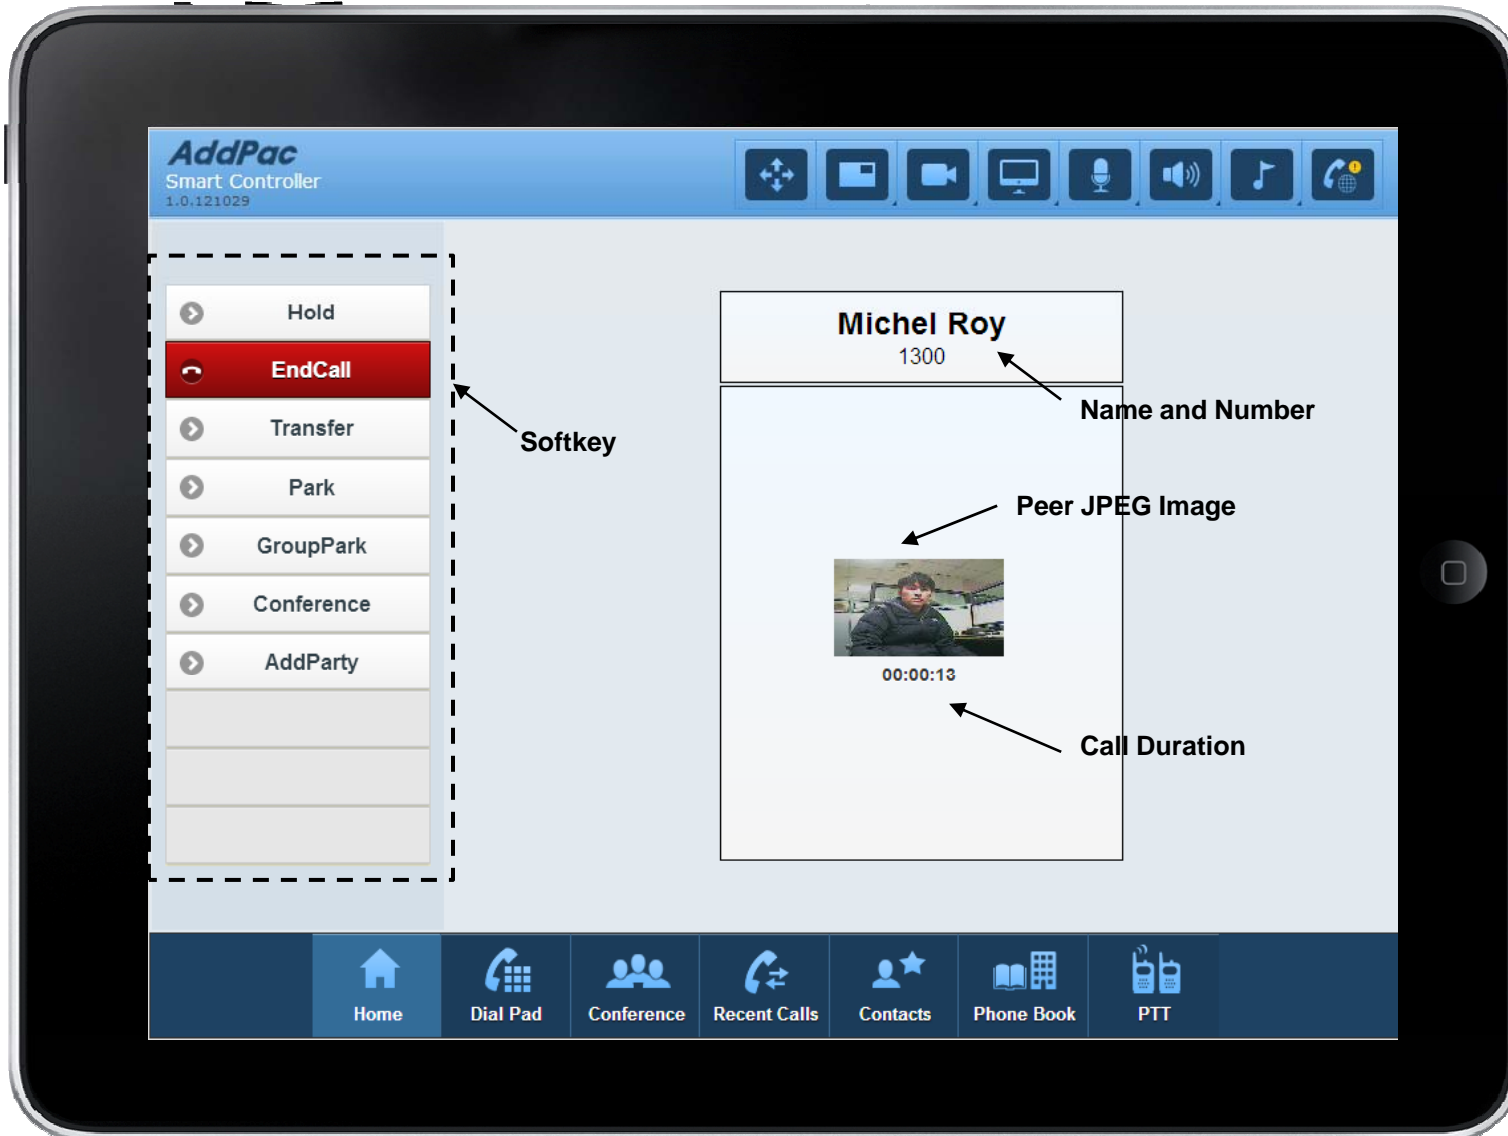 AddPac
Smart Controller
1.0.121029
Hold
EndCall
Transfer
Park
GroupPark
Conference
AddParty
Softkey
Michel Roy
1300
Name and Number
Peer JPEG Image
00:00:13
Call Duration
Home
Dial Pad
Conference
Recent Calls
Contacts
Phone Book
PTT